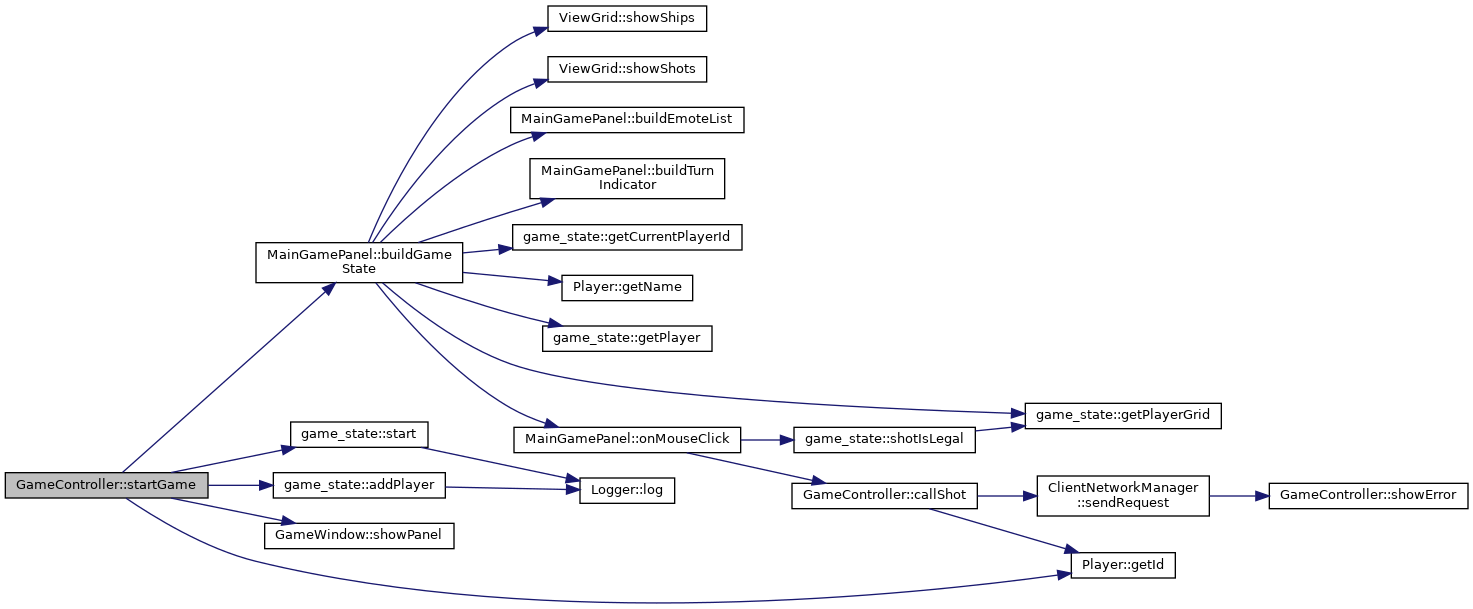 ViewGrid::showShips
ViewGrid::showShots
MainGamePanel::buildEmoteList
MainGamePanel::buildTurn
Indicator
game_state::getCurrentPlayerId
MainGamePanel::buildGame
State
Player::getName
game_state::getPlayer
game_state::getPlayerGrid
game_state::start
MainGamePanel::onMouseClick
game_state::shotIsLegal
GameController::startGame
game_state::addPlayer
Logger::log
GameController::callShot
ClientNetworkManager
::sendRequest
GameController::showError
GameWindow::showPanel
Player::getId